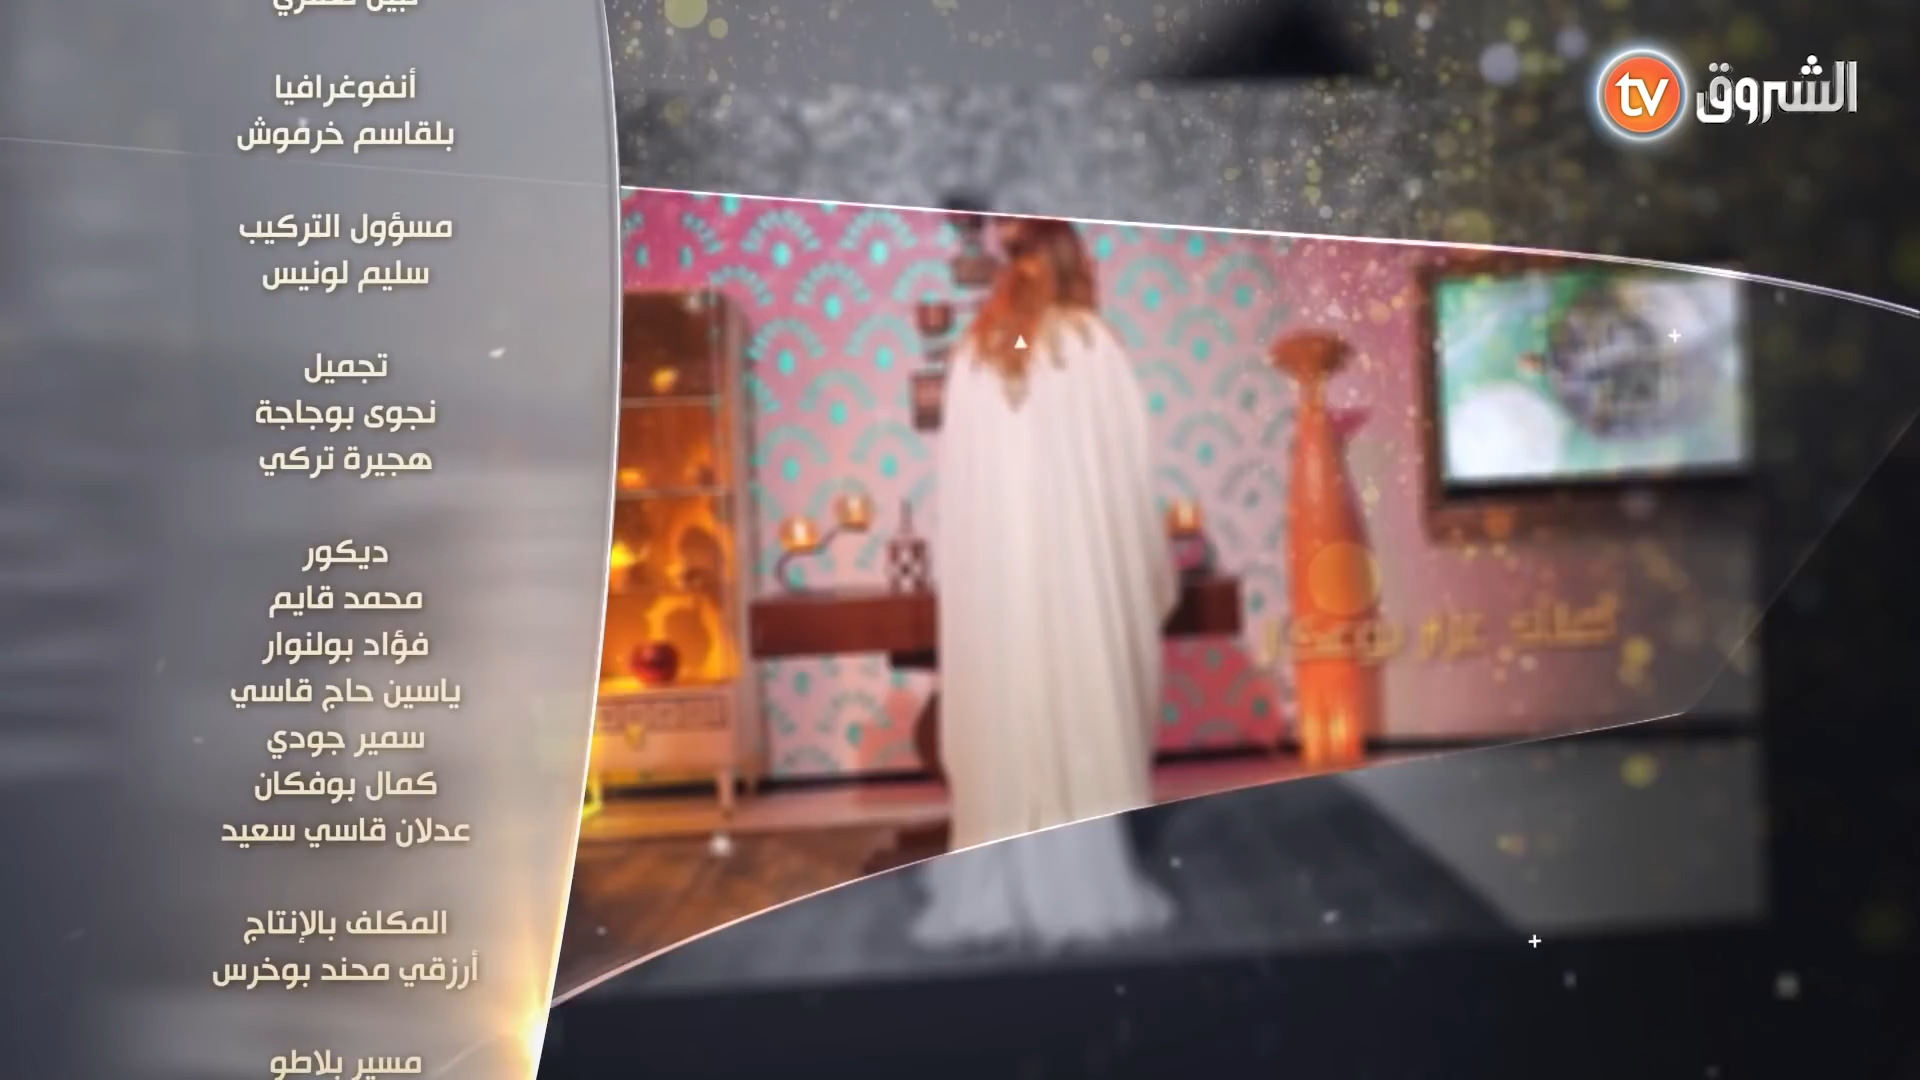 الشروق tv
أنفوغرافيا
بلقاسم خرموش
مسؤول التركيب
سليم لونيس
تجميل
نجوى بوجاجة
هجيرة تركي
ديكور
محمد قايم
فؤاد بولنوار
ياسين حاج قاسي
سمير جودي
كمال بوفكان
عدلان قاسي سعيد
المكلف بالإنتاج
أرزقي محند بوخرس
مسير بلاطو